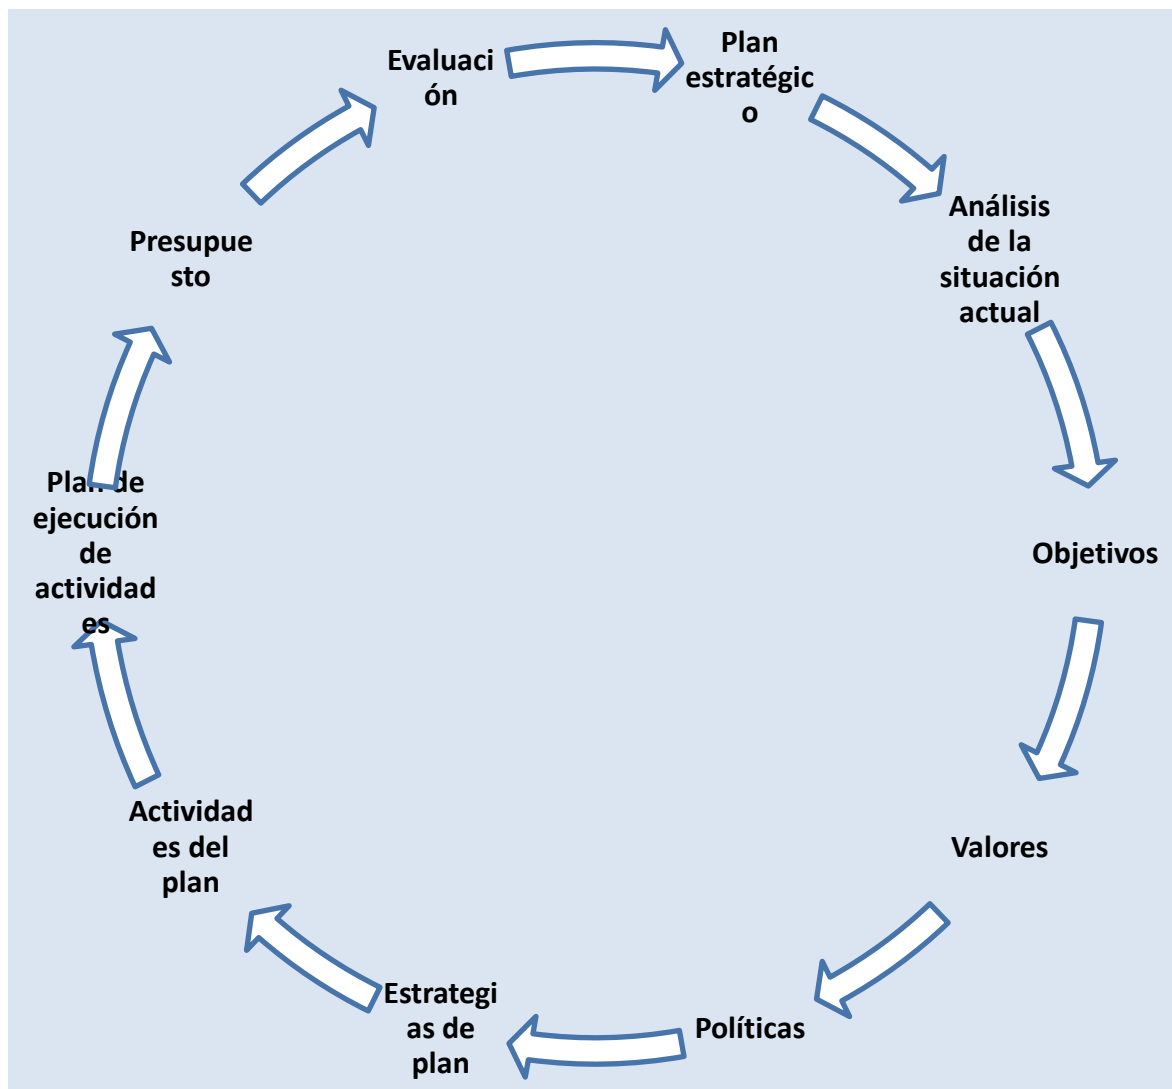 Plan
estratégic
o
Análisis
de la
situación
actual
Objetivos
Valores
Políticas
Estrategi
as de
plan
Actividad
es del
plan
Plan de
ejecución
de
actividad
es
Presupue
sto
Evaluaci
ón